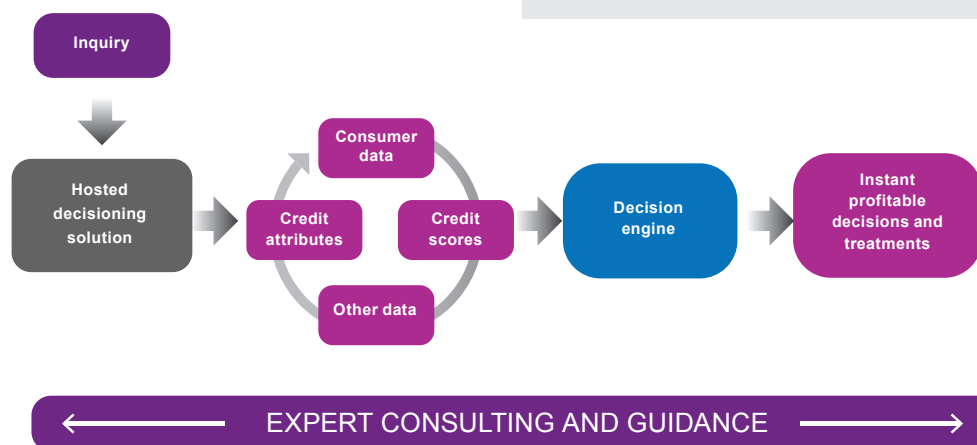 Inquiry
Hosted
decisioning
solution
Consumer
data
Credit
attributes
Credit
scores
Other data
Decision
engine
Instant
profitable
decisions and
treatments
EXPERT CONSULTING AND GUIDANCE